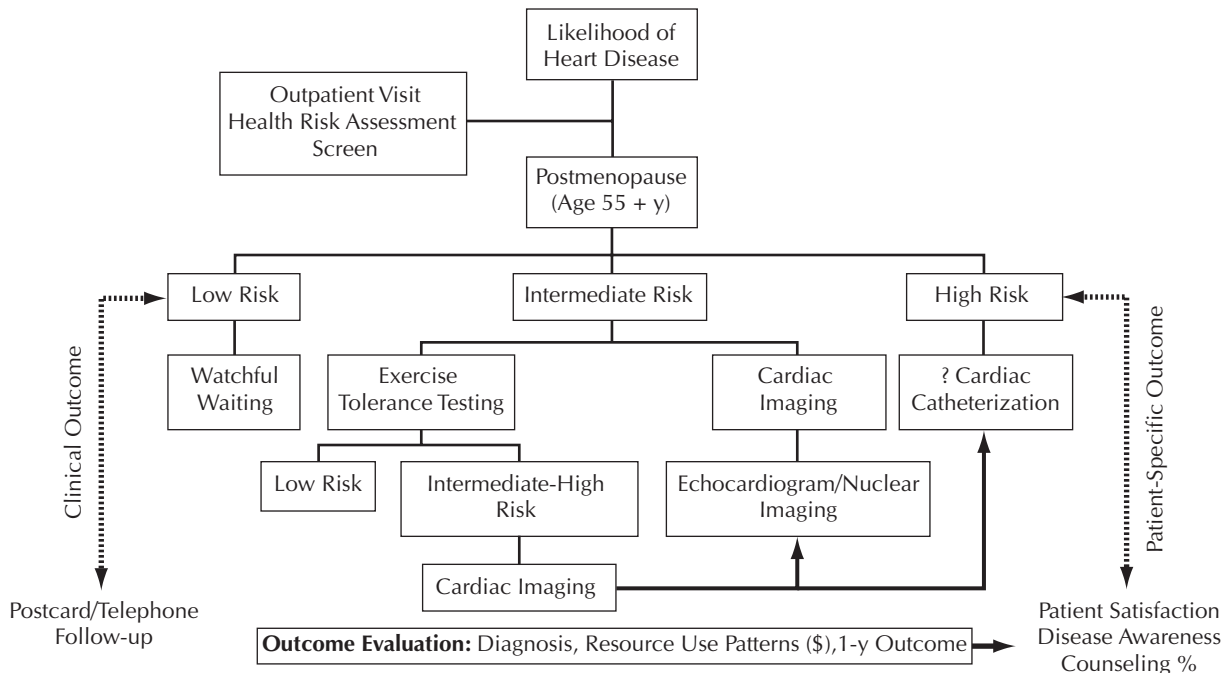 Likelihood of
Heart Disease
Outpatient Visit
Health Risk Assessment
Screen
Postmenopause
(Age 55 + y)
Low Risk
Intermediate Risk
High Risk
Watchful
Waiting
Exercise
Tolerance Testing
Cardiac
Imaging
? Cardiac
Catheterization
Low Risk
Intermediate-High
Risk
Echocardiogram/Nuclear
Imaging
Cardiac Imaging
Clinical Outcome
Patient-Specific Outcome
Postcard/Telephone
Follow-up
Patient Satisfaction
Disease Awareness
Counseling %
Outcome Evaluation: Diagnosis, Resource Use Patterns ($),1-y Outcome